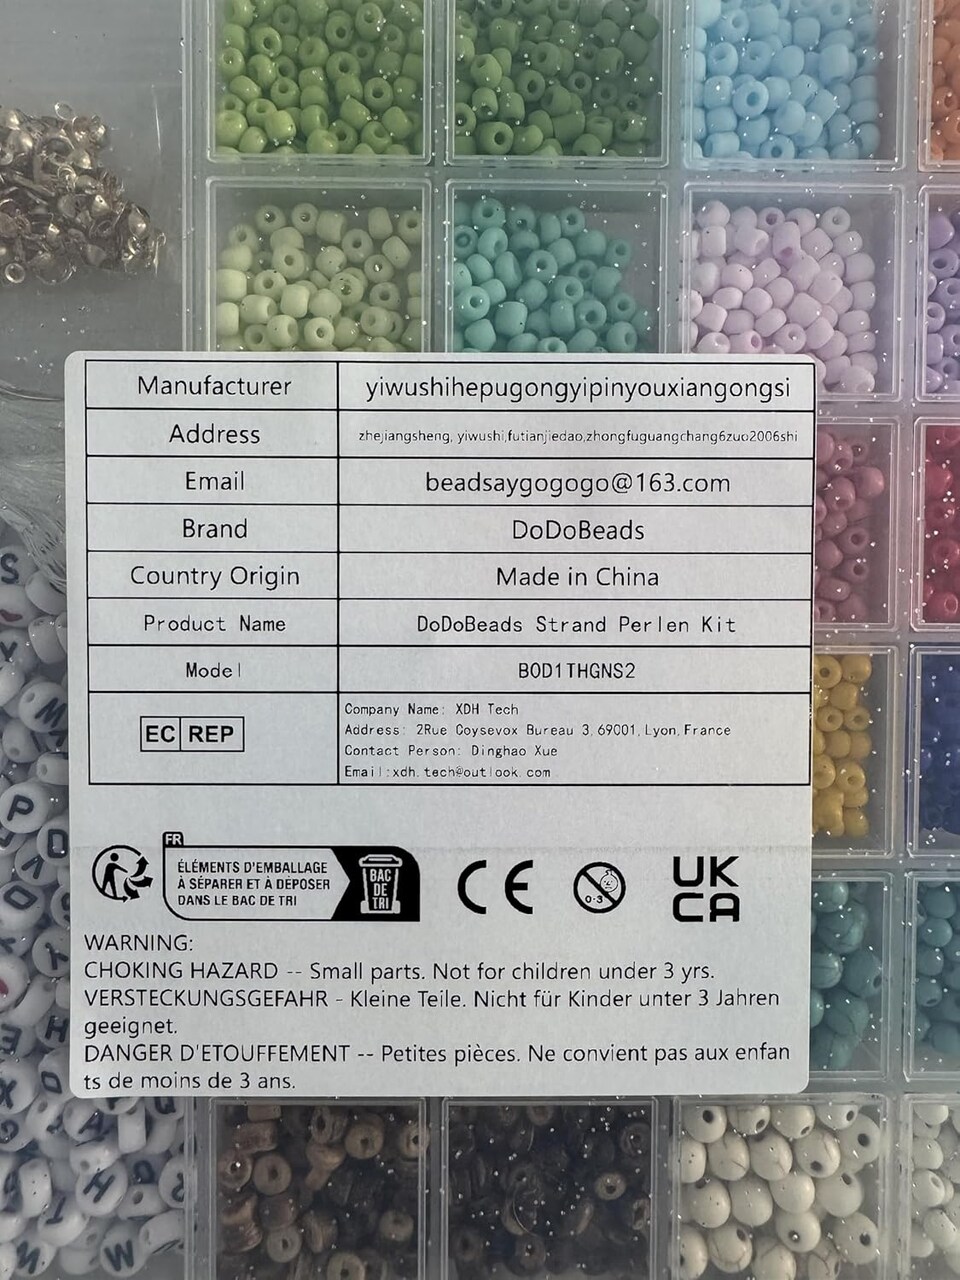 Manufacturer yiwushihepugongyipinyouxiangongsi
Address zhejiangsheng, yiwushi,futianjiedao,zhongfuguangchang6zuo2006shi
Email beadsaygogogo@163.com
Brand DoDoBeads
Country Origin Made in China
Product Name DoDoBeads Strand Perlen Kit
Model B0D1THGNS2
EC REP
Company Name: XDH Tech
Address: 2Rue Coysevox Bureau 3,69001,Lyon,France
Contact Person: Dinghao Xue
Email:xdh.tech@outlook.com
FR
ÉLÉMENTS D'EMBALLAGE
À SÉPARER ET À DÉPOSER
DANS LE BAC DE TRI
BAC
DE
TRI
CE
0-3
UK
CA
WARNING:
CHOKING HAZARD -- Small parts. Not for children under 3 yrs.
VERSTECKUNGSGEFAHR - Kleine Teile. Nicht für Kinder unter 3 Jahren
geeignet.
DANGER D'ETOUFFEMENT -- Petites pièces. Ne convient pas aux enfan
ts de moins de 3 ans.
S
Y
M
P
H
A
H
M
W